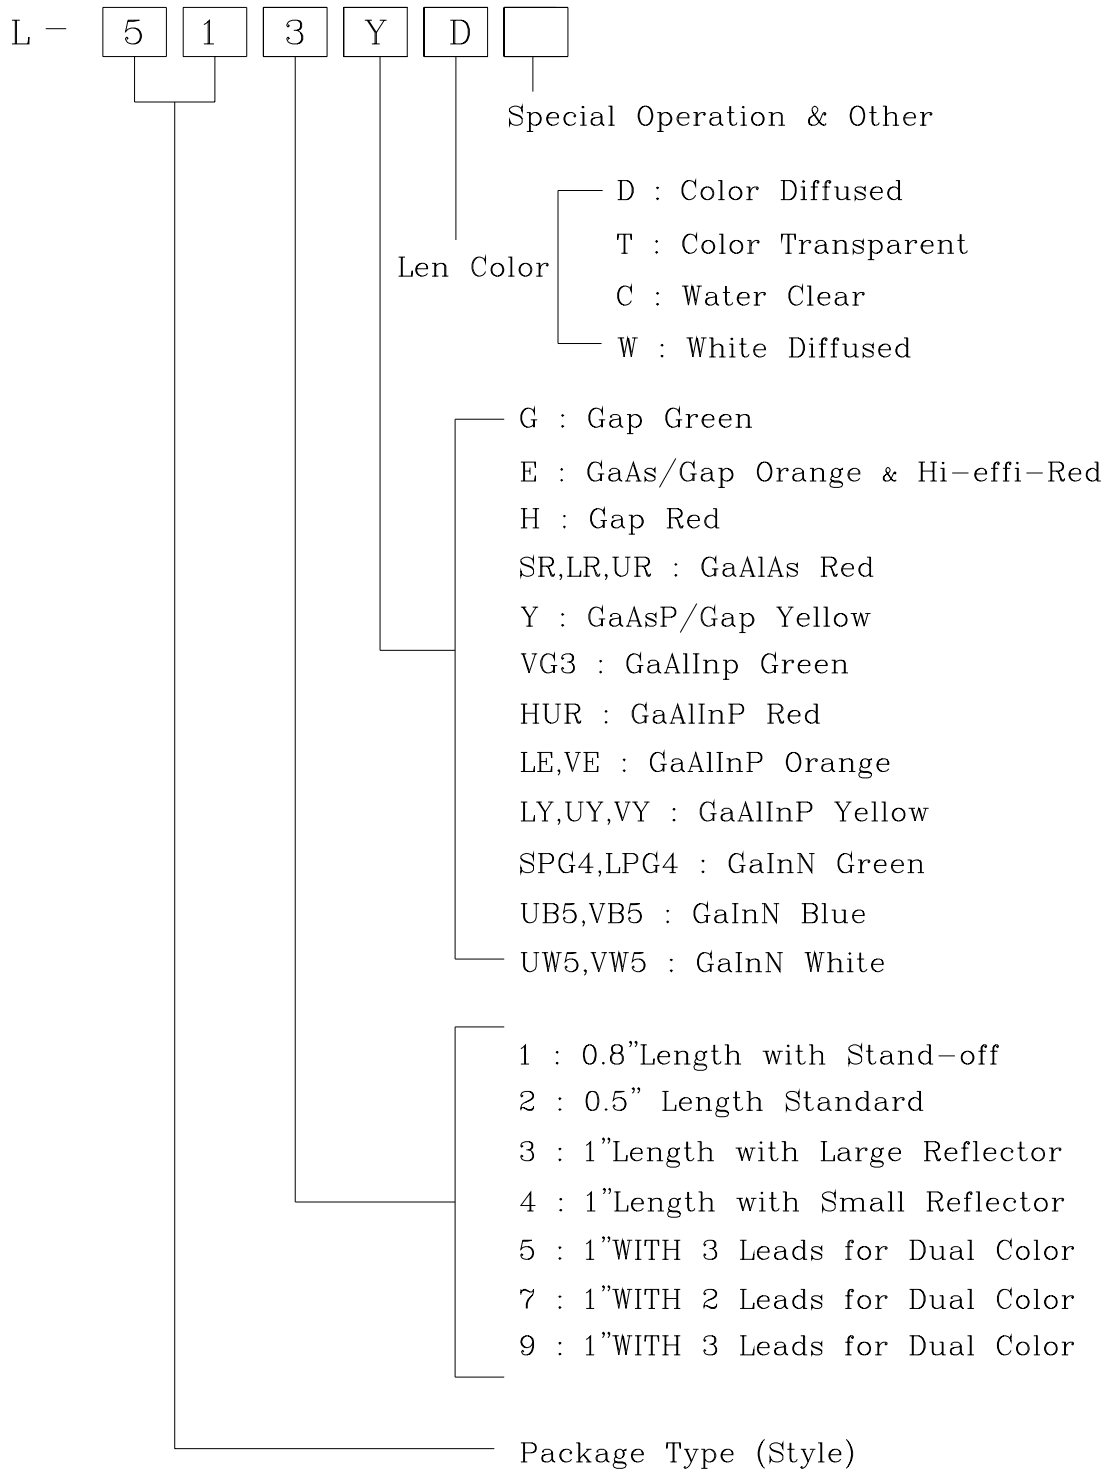 L - 5 1 3 Y D
Special Operation & Other
D : Color Diffused
T : Color Transparent
Len Color
C : Water Clear
W : White Diffused
G : Gap Green
E : GaAs/Gap Orange & Hi-effi-Red
H : Gap Red
SR,LR,UR : GaAlAs Red
Y : GaAsP/Gap Yellow
VG3 : GaAlInp Green
HUR : GaAlInP Red
LE,VE : GaAlInP Orange
LY,UY,VY : GaAlInP Yellow
SPG4,LPG4 : GaInN Green
UB5,VB5 : GaInN Blue
UW5,VW5 : GaInN White
1 : 0.8”Length with Stand-off
2 : 0.5” Length Standard
3 : 1”Length with Large Reflector
4 : 1”Length with Small Reflector
5 : 1”WITH 3 Leads for Dual Color
7 : 1”WITH 2 Leads for Dual Color
9 : 1”WITH 3 Leads for Dual Color
Package Type (Style)